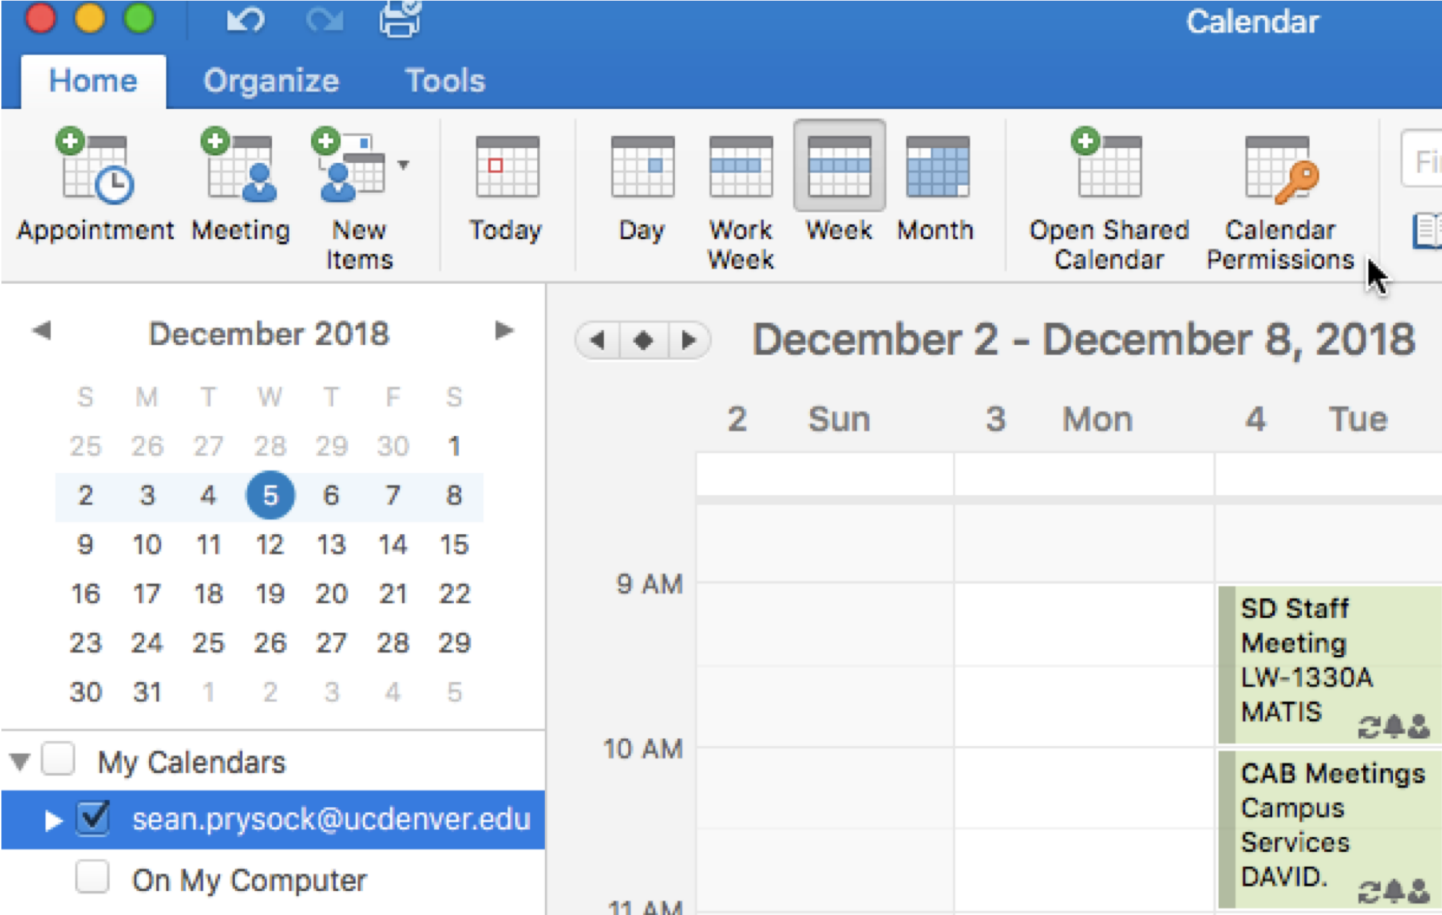 Calendar
Home Organize Tools
Appointment Meeting New Items Today Day Work Week Week Month Open Shared Calendar Calendar Permissions
December 2018
S M T W T F S
25 26 27 28 29 30 1
2 3 4 5 6 7 8
9 10 11 12 13 14 15
16 17 18 19 20 21 22
23 24 25 26 27 28 29
30 31 1 2 3 4 5
My Calendars
sean.prysock@ucdenver.edu
On My Computer
December 2 - December 8, 2018
2 Sun 3 Mon 4 Tue
9 AM
SD Staff
Meeting
LW-1330A
MATIS
10 AM
CAB Meetings
Campus
Services
DAVID.
11 AM